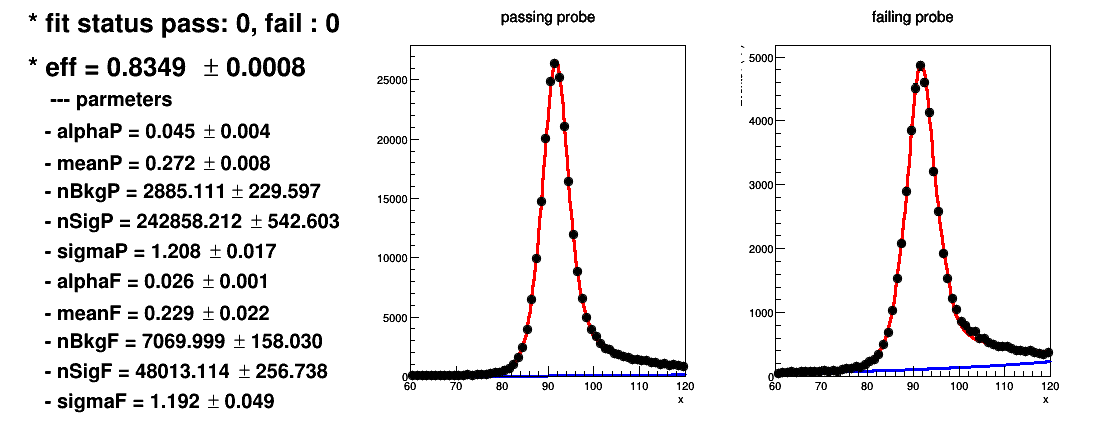 * fit status pass: 0, fail : 0
* eff = 0.8349 ± 0.0008
--- parmeters
- alphaP = 0.045 ± 0.004
- meanP = 0.272 ± 0.008
- nBkgP = 2885.111 ± 229.597
- nSigP = 242858.212 ± 542.603
- sigmaP = 1.208 ± 0.017
- alphaF = 0.026 ± 0.001
- meanF = 0.229 ± 0.022
- nBkgF = 7069.999 ± 158.030
- nSigF = 48013.114 ± 256.738
- sigmaF = 1.192 ± 0.049
passing probe
25000
20000
15000
10000
5000
0
60 70 80 90 100 110 120
x
failing probe
5000
4000
3000
2000
1000
0
60 70 80 90 100 110 120
x